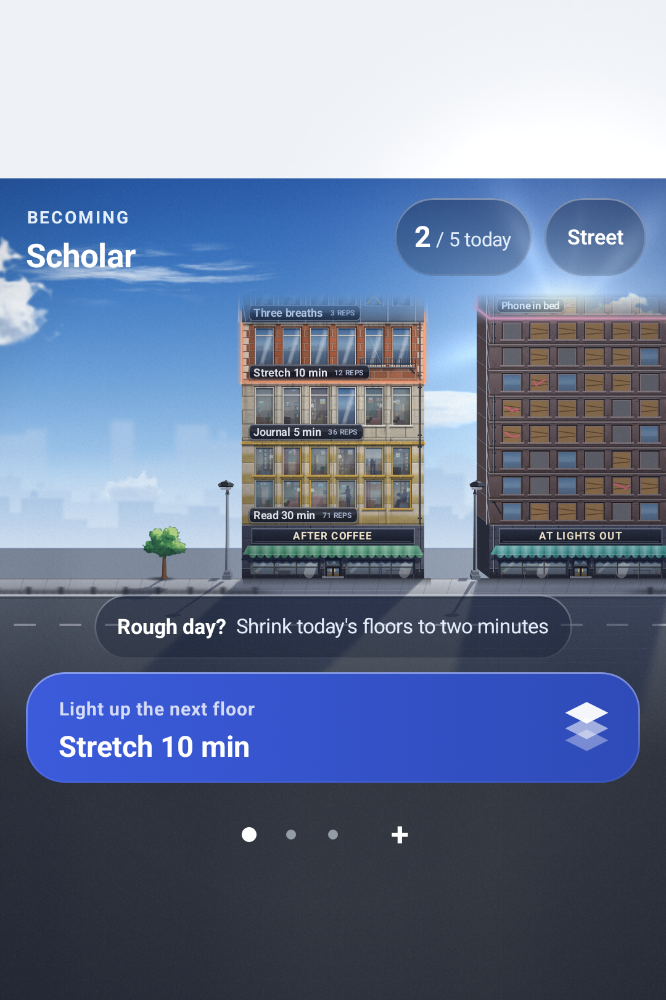 BECOMING
Scholar
2 / 5 today
Street
Three breaths 3 REPS
Phone in bed
Stretch 10 min 12 REPS
Journal 5 min 36 REPS
Read 30 min 71 REPS
AFTER COFFEE
AT LIGHTS OUT
Rough day? Shrink today's floors to two minutes
Light up the next floor
Stretch 10 min
+